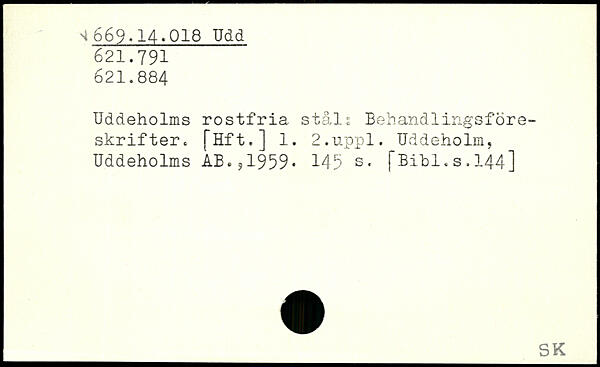 √669.14.018 Udd
621.791
621.884
Uddeholms rostfria stål: Behandlingsföre-
skrifter. [Hft.] 1. 2.uppl. Uddeholm,
Uddeholms AB.,1959. 145 s. [Bibl.s.144]
SK